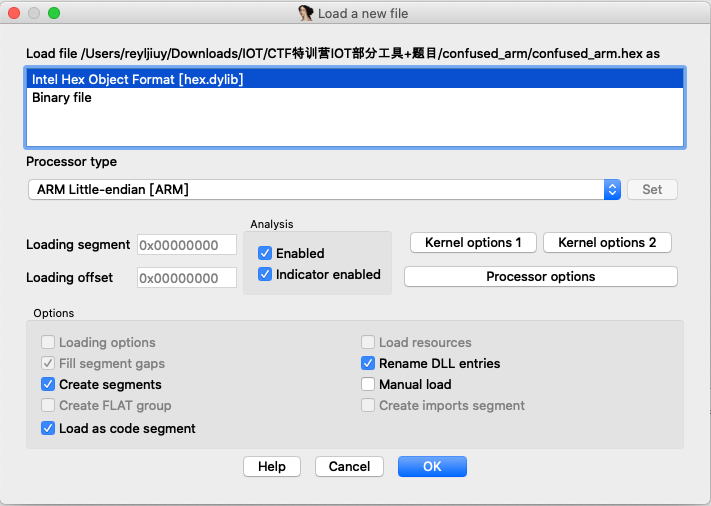 Load a new file
Load file /Users/reyljiuy/Downloads/IOT/CTF特训营IOT部分工具+题目/confused_arm/confused_arm.hex as
Intel Hex Object Format [hex.dylib]
Binary file
Processor type
ARM Little-endian [ARM]
Set
Loading segment 0x00000000
Loading offset 0x00000000
Analysis
Enabled
Indicator enabled
Kernel options 1
Kernel options 2
Processor options
Options
Loading options
Fill segment gaps
Create segments
Create FLAT group
Load as code segment
Load resources
Rename DLL entries
Manual load
Create imports segment
Help
Cancel
OK